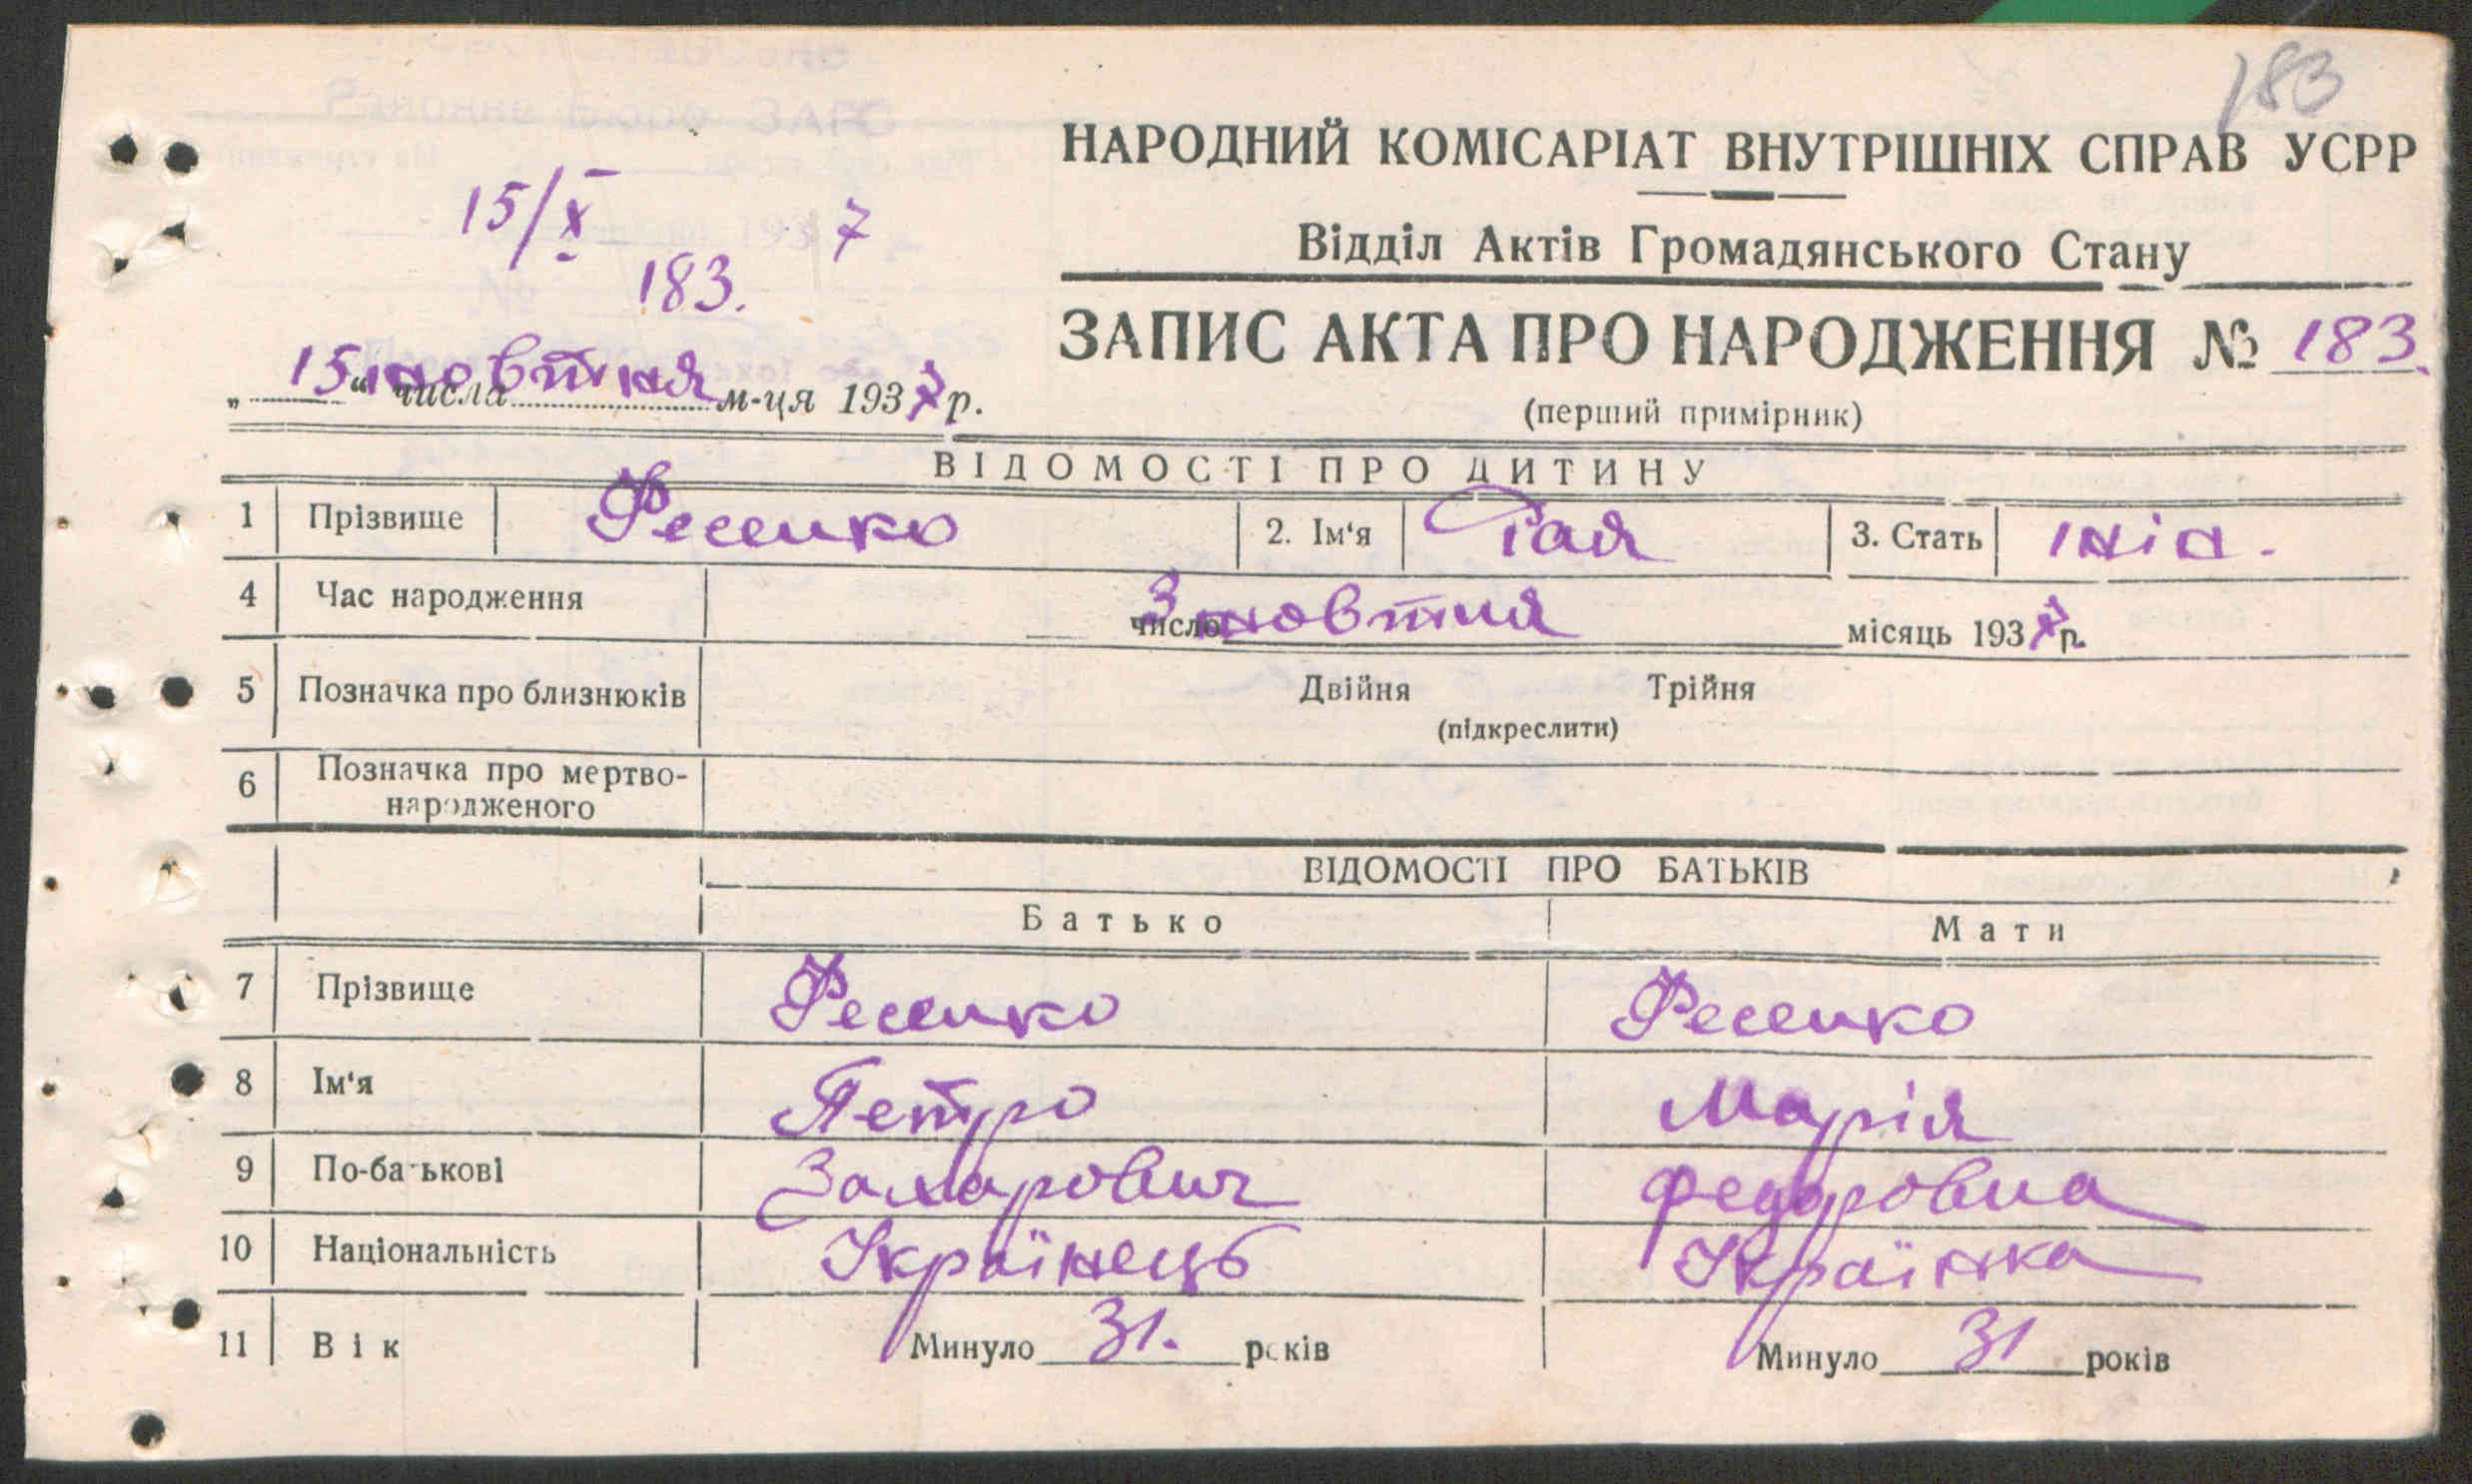 183
НАРОДНИЙ КОМІСАРІАТ ВНУТРІШНІХ СПРАВ УСРР
Відділ Актів Громадянського Стану
15/X 7
183.
ЗАПИС АКТА ПРО НАРОДЖЕННЯ № 183.
(перший примірник)
„15“ числа жовтня м-ця 1937 р.
ВІДОМОСТІ ПРО ДИТИНУ
1 Прізвище Фесенко 2. Ім'я Рая 3. Стать жін.
4 Час народження 3 число жовтня місяць 1937 р.
5 Позначка про близнюків Двійня Трійня
(підкреслити)
6 Позначка про мертво-
народженого
ВІДОМОСТІ ПРО БАТЬКІВ
Батько Мати
7 Прізвище Фесенко Фесенко
8 Ім'я Петро Марія
9 По-батькові Захарович Федоровна
10 Національність Українець Українка
11 Вік Минуло 31. років Минуло 31 років